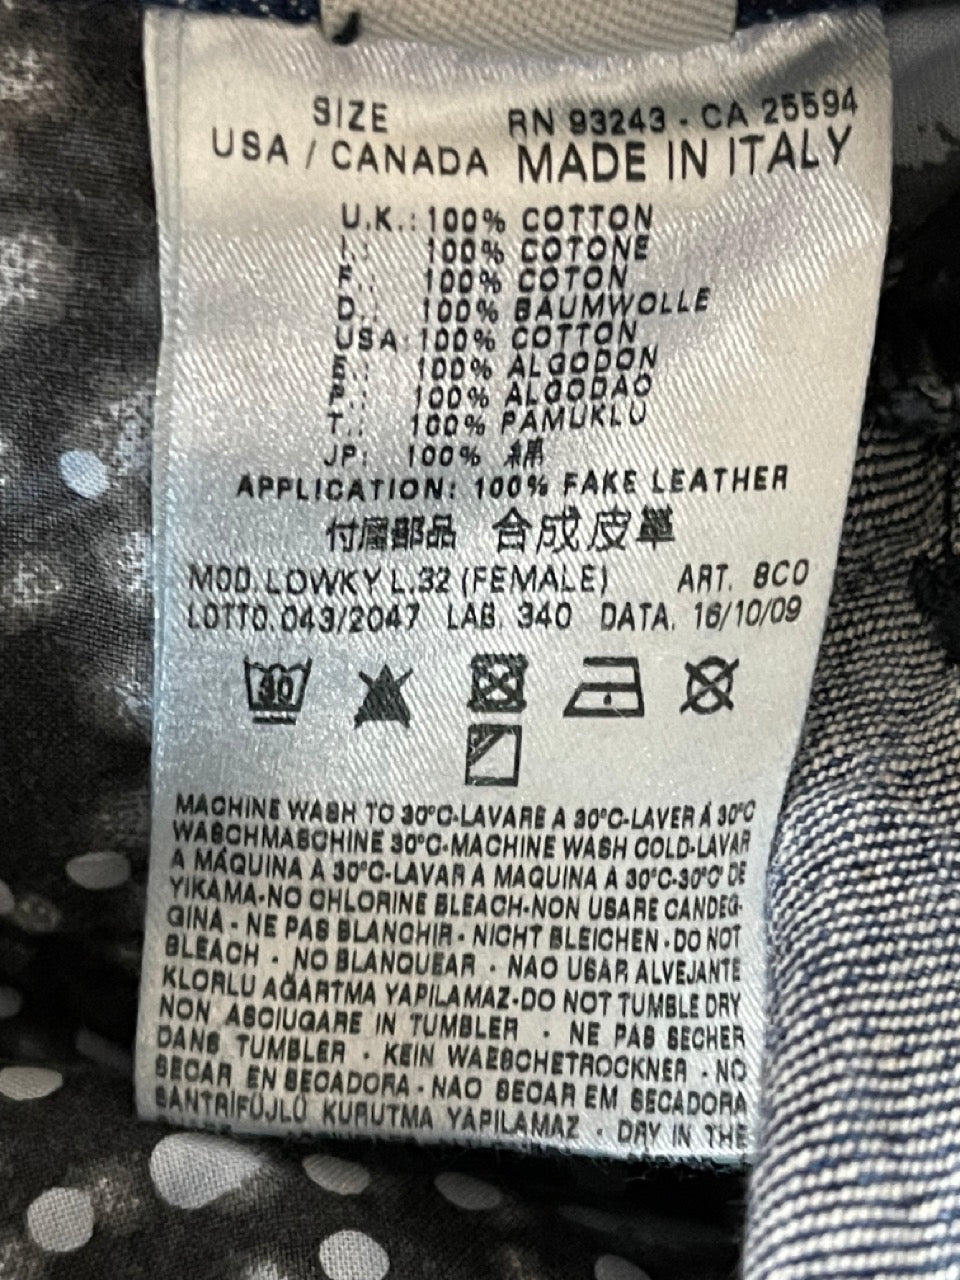 SIZE
USA / CANADA
RN 93243 - CA 25594
MADE IN ITALY
U.K.: 100% COTTON
I.: 100% COTONE
F.: 100% COTON
D.: 100% BAUMWOLLE
USA: 100% COTTON
E.: 100% ALGODON
P.: 100% ALGODAO
T.: 100% PAMUKLU
JP: 100% 綿
APPLICATION: 100% FAKE LEATHER
付属部品 合成皮革
MOD. LOWKY L.32 (FEMALE) ART. 8CO
LOTTO. 043/2047 LAB. 340 DATA. 16/10/09
30
MACHINE WASH TO 30°C-LAVARE A 30°C-LAVER Á 30°C
WASCHMASCHINE 30°C-MACHINE WASH COLD-LAVAR
A MÁQUINA A 30°C-LAVAR A MAQUINA A 30°C-30°C' DE
YIKAMA-NO CHLORINE BLEACH-NON USARE CANDEG-
GINA - NE PAS BLANCHIR - NICHT BLEICHEN - DO NOT
BLEACH - NO BLANQUEAR - NAO USAR ALVEJANTE
KLORLU AĞARTMA YAPILAMAZ-DO NOT TUMBLE DRY
NON ASCIUGARE IN TUMBLER - NE PAS SECHER
DANS TUMBLER - KEIN WAESCHETROCKNER - NO
SECAR EN SECADORA - NAO SECAR EM SECADORA
SANTRİFÜJLÜ KURUTMA YAPILAMAZ - DRY IN THE